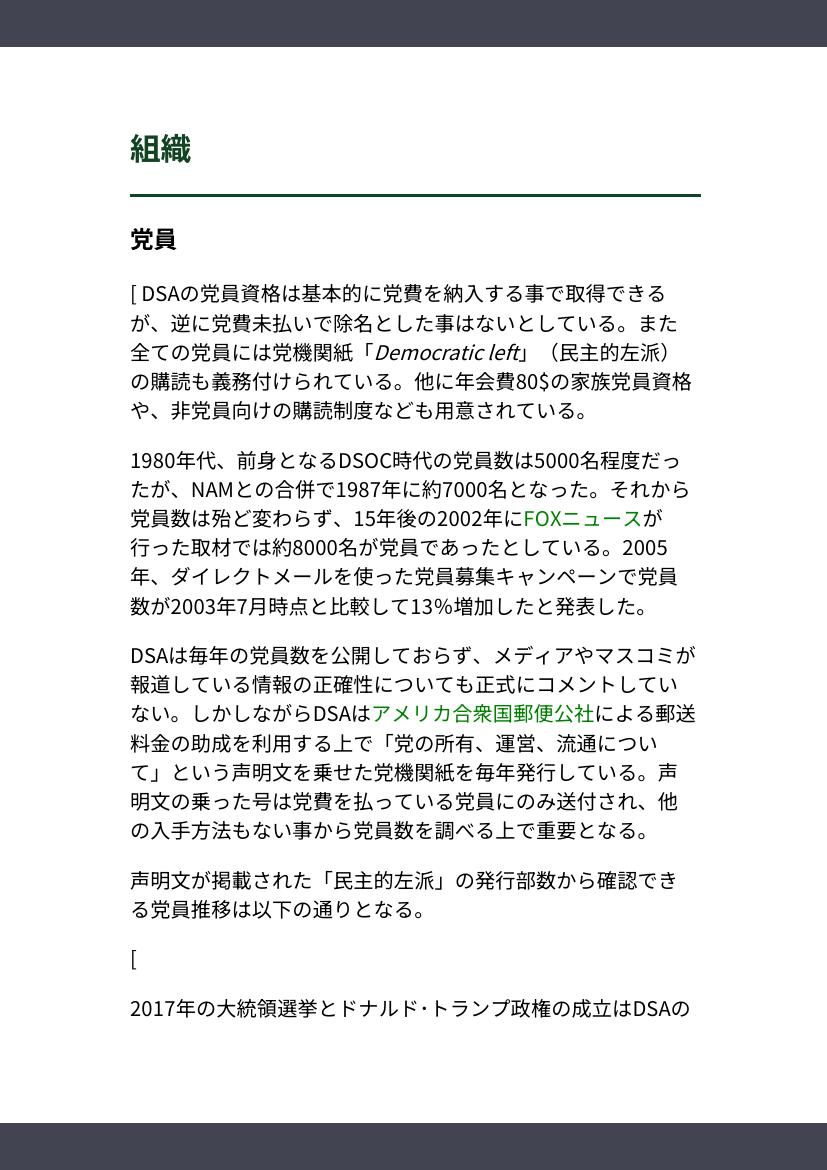 組織
党員
[ DSAの党員資格は基本的に党費を納入する事で取得できる
が、逆に党費未払いで除名とした事はないとしている。また
全ての党員には党機関紙「Democratic left」（民主的左派）
の購読も義務付けられている。他に年会費80$の家族党員資格
や、非党員向けの購読制度なども用意されている。
1980年代、前身となるDSOC時代の党員数は5000名程度だっ
たが、NAMとの合併で1987年に約7000名となった。それから
党員数は殆ど変わらず、15年後の2002年にFOXニュースが
行った取材では約8000名が党員であったとしている。2005
年、ダイレクトメールを使った党員募集キャンペーンで党員
数が2003年7月時点と比較して13%増加したと発表した。
DSAは毎年の党員数を公開しておらず、メディアやマスコミが
報道している情報の正確性についても正式にコメントしてい
ない。しかしながらDSAはアメリカ合衆国郵便公社による郵送
料金の助成を利用する上で「党の所有、運営、流通につい
て」という声明文を乗せた党機関紙を毎年発行している。声
明文の乗った号は党費を払っている党員にのみ送付され、他
の入手方法もない事から党員数を調べる上で重要となる。
声明文が掲載された「民主的左派」の発行部数から確認でき
る党員推移は以下の通りとなる。
[
2017年の大統領選挙とドナルド･トランプ政権の成立はDSAの